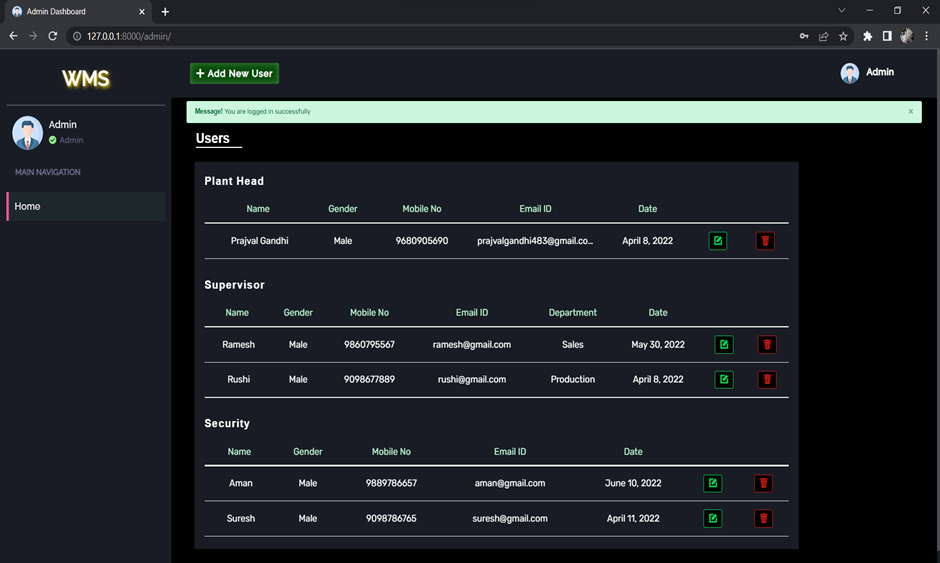 Admin Dashboard
127.0.0.1:8000/admin/
WMS
+ Add New User
Admin
Admin
Admin
MAIN NAVIGATION
Home
Message! You are logged in successfully ×
Users
Plant Head
Name Gender Mobile No Email ID Date
Prajval Gandhi Male 9680905690 prajvalgandhi483@gmail.co... April 8, 2022
Supervisor
Name Gender Mobile No Email ID Department Date
Ramesh Male 9860795567 ramesh@gmail.com Sales May 30, 2022
Rushi Male 9098677889 rushi@gmail.com Production April 8, 2022
Security
Name Gender Mobile No Email ID Date
Aman Male 9889786657 aman@gmail.com June 10, 2022
Suresh Male 9098786765 suresh@gmail.com April 11, 2022